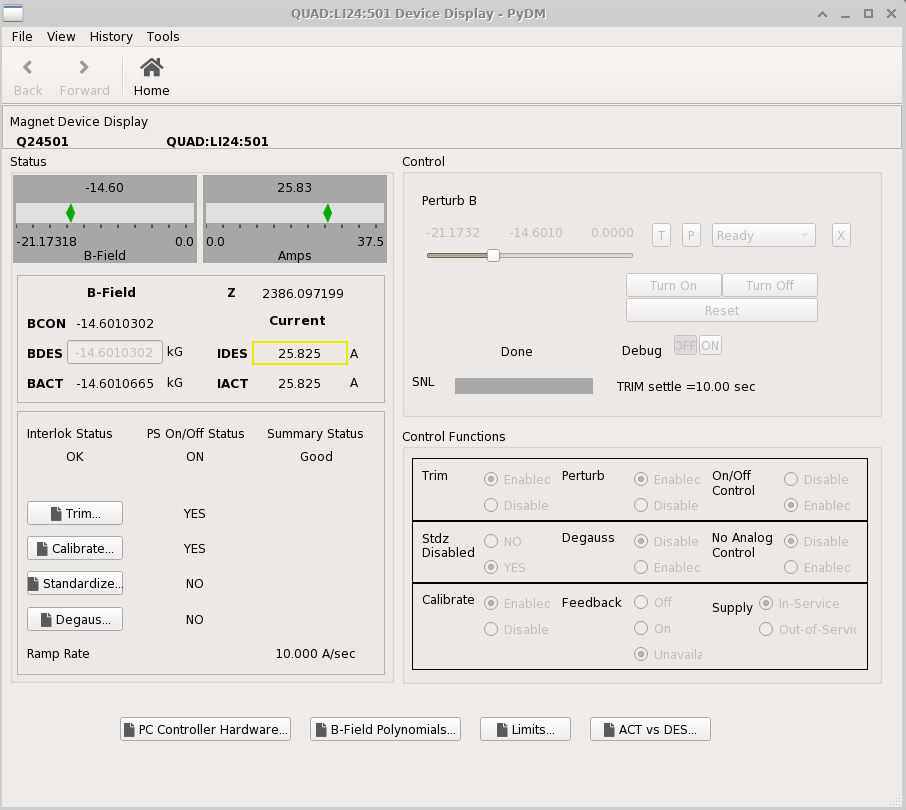 QUAD:LI24:501 Device Display - PyDM
File View History Tools
Back Forward Home
Magnet Device Display
Q24501 QUAD:LI24:501
Status
-14.60
-21.17318 0.0
B-Field
25.83
0.0 37.5
Amps
B-Field Z 2386.097199
BCON -14.6010302 Current
BDES -14.6010302 kG IDES 25.825 A
BACT -14.6010665 kG IACT 25.825 A
Interlok Status PS On/Off Status Summary Status
OK ON Good
Trim... YES
Calibrate... YES
Standardize... NO
Degaus... NO
Ramp Rate 10.000 A/sec
Control
Perturb B
-21.1732 -14.6010 0.0000 T P Ready X
Turn On Turn Off
Reset
Done Debug OFF ON
SNL TRIM settle =10.00 sec
Control Functions
Trim Enabled Perturb Enabled On/Off Control Disable
Disable Disable Enabled
Stdz Disabled NO Degauss Disable No Analog Control Disable
YES Enabled Enabled
Calibrate Enabled Feedback Off Supply In-Service
Disable On Out-of-Servic
Unavaila
PC Controller Hardware... B-Field Polynomials... Limits... ACT vs DES...